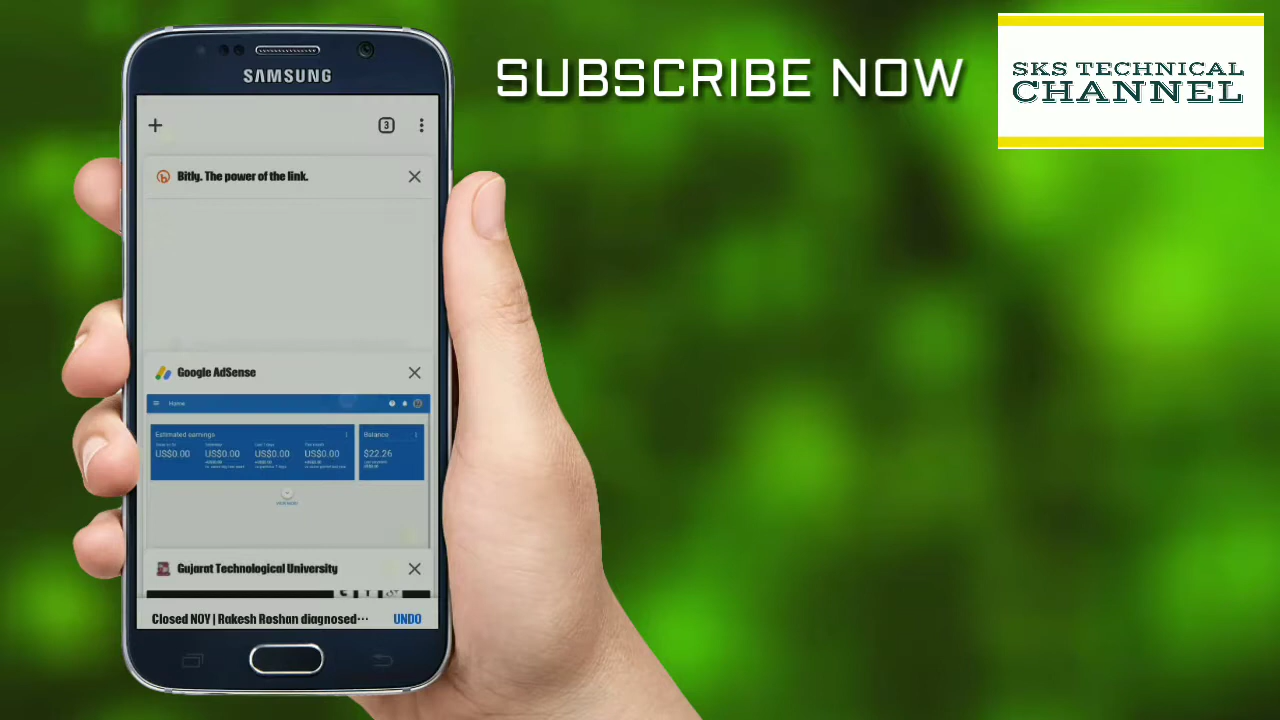 SUBSCRIBE NOW
SKS TECHNICAL
CHANNEL
SAMSUNG
3
Bitly. The power of the link.
Google AdSense
Home
Estimated earnings
Balance
US$0.00 US$0.00 US$0.00 US$0.00
$22.26
Gujarat Technological University
Closed NOY | Rakesh Roshan diagnosed···
UNDO